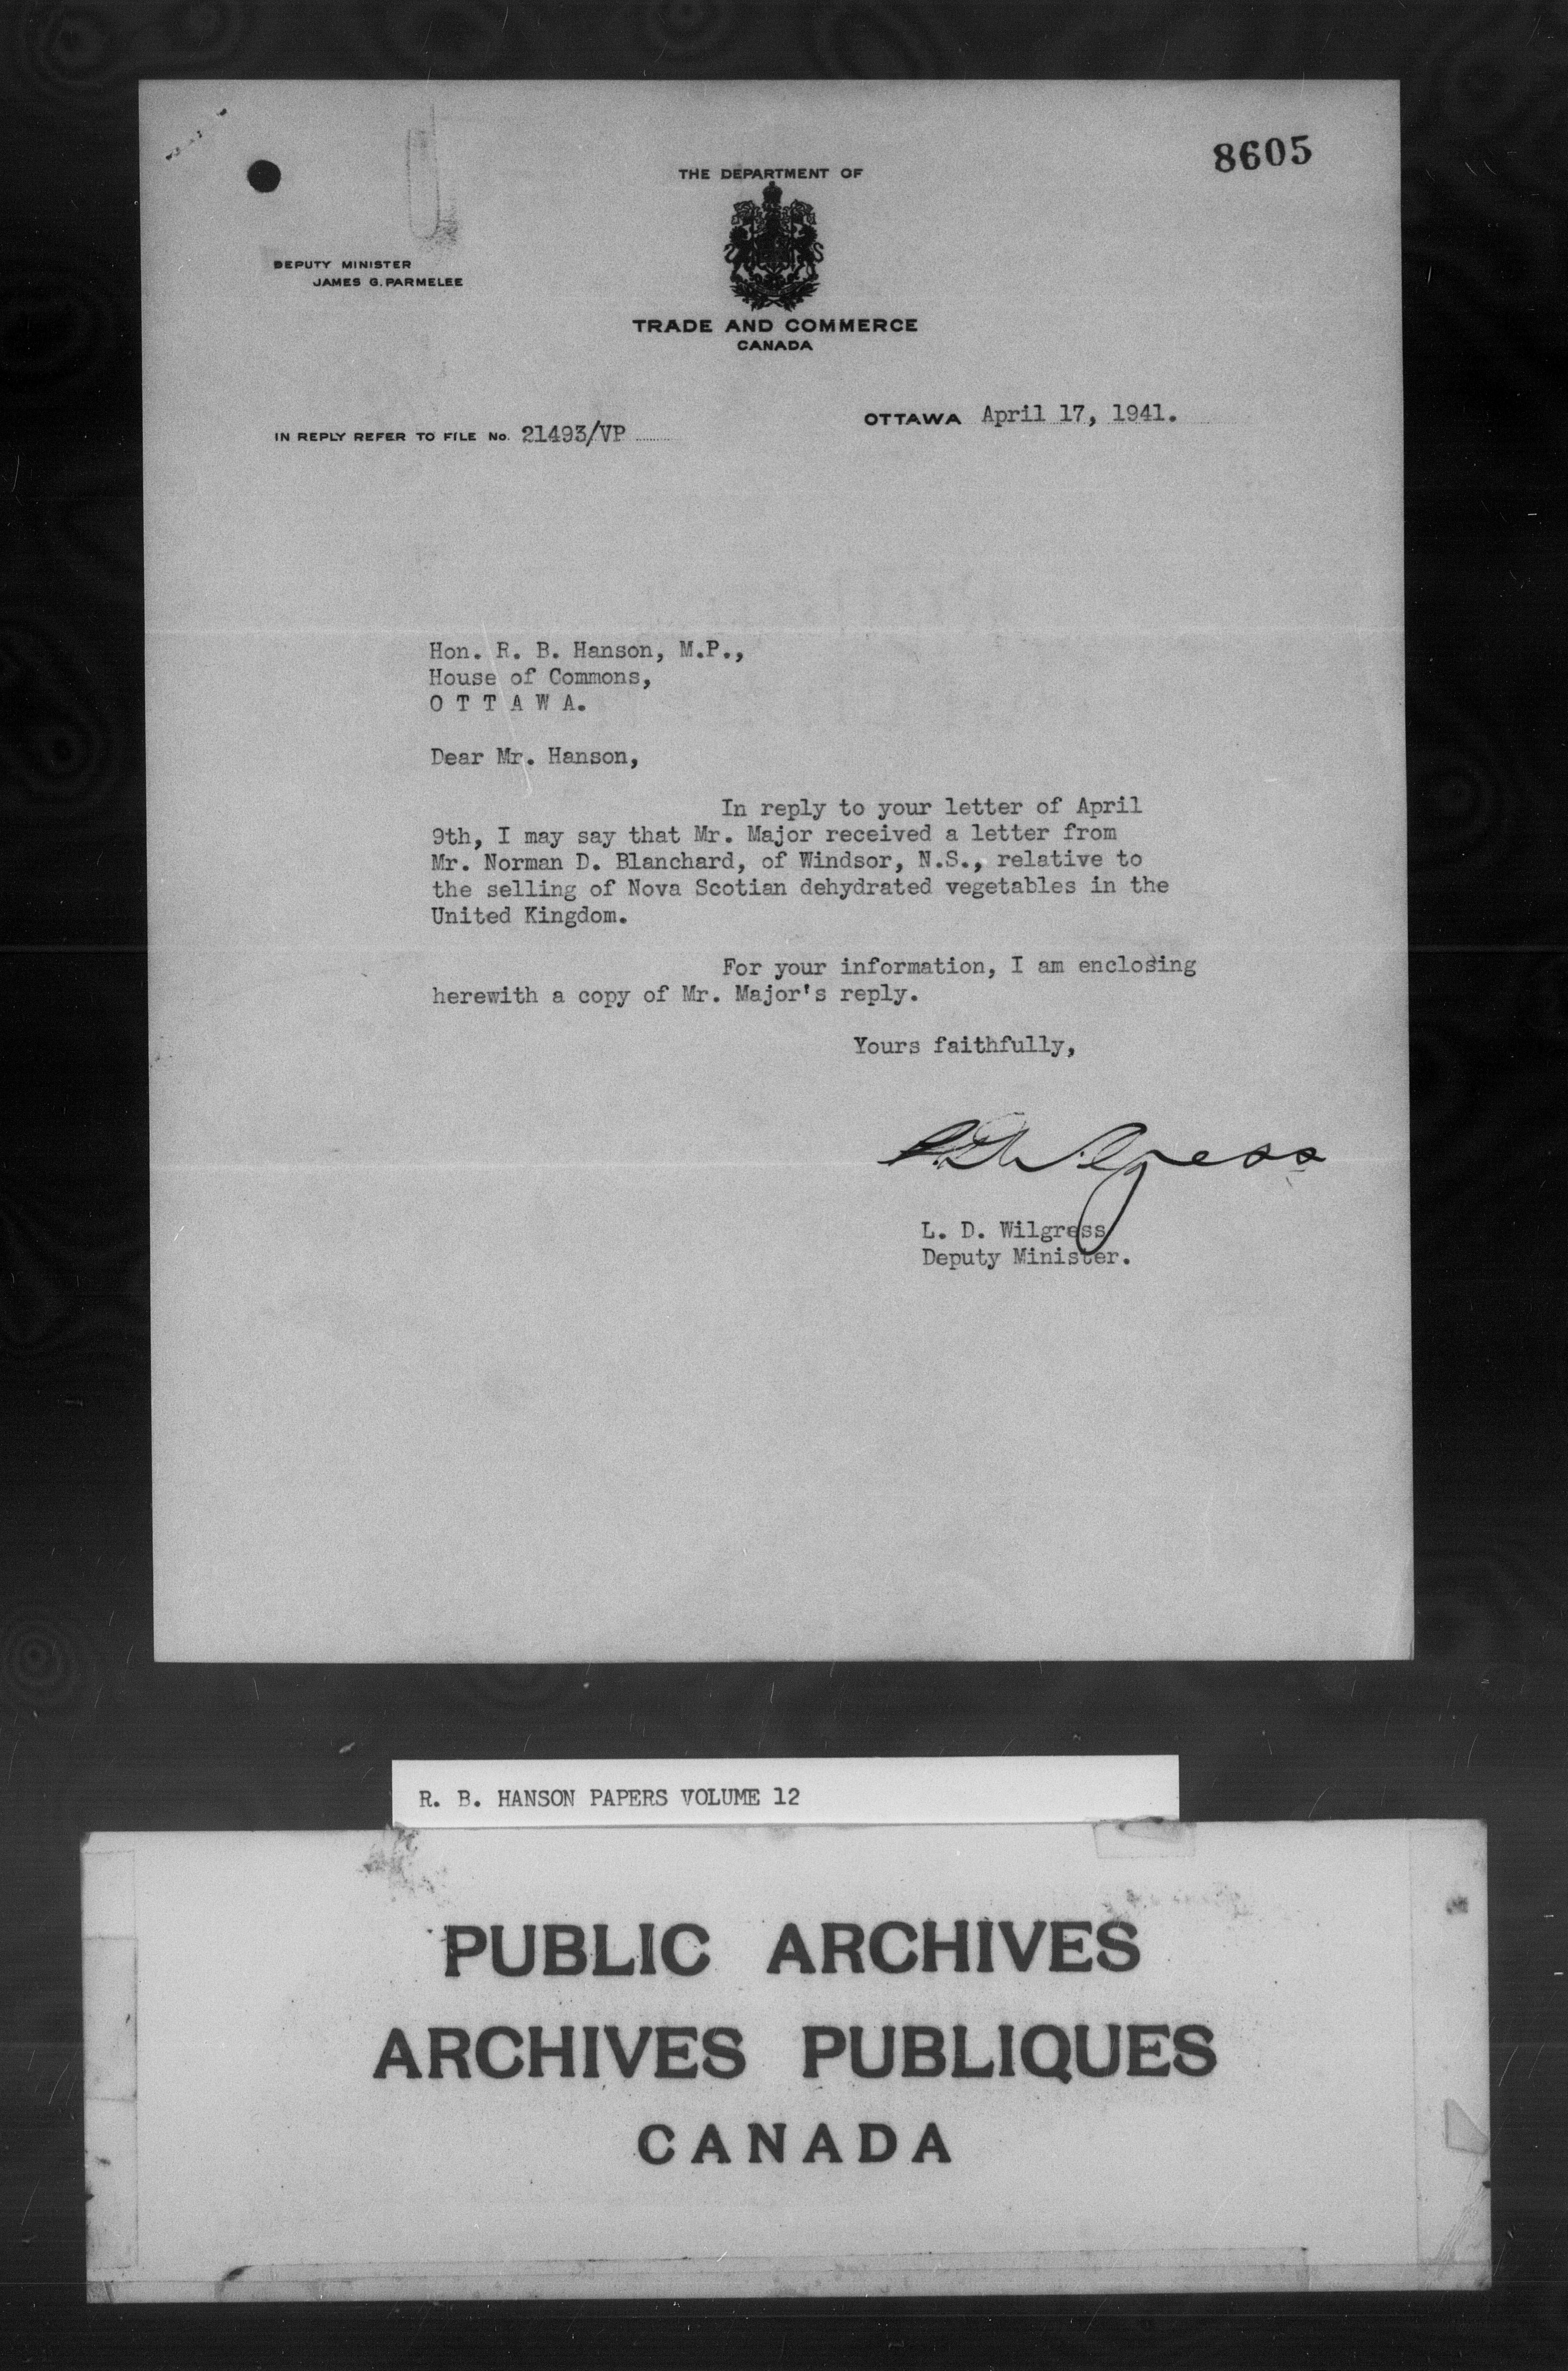 8605
THE DEPARTMENT OF
DEPUTY MINISTER
JAMES G. PARMELEE
TRADE AND COMMERCE
CANADA
OTTAWA April 17, 1941.
IN REPLY REFER TO FILE No. 21493/VP
Hon. R. B. Hanson, M.P.,
House of Commons,
O T T A W A.
Dear Mr. Hanson,
In reply to your letter of April
9th, I may say that Mr. Major received a letter from
Mr. Norman D. Blanchard, of Windsor, N.S., relative to
the selling of Nova Scotian dehydrated vegetables in the
United Kingdom.
For your information, I am enclosing
herewith a copy of Mr. Major's reply.
Yours faithfully,
L. D. Wilgress
L. D. Wilgress
Deputy Minister.
R. B. HANSON PAPERS VOLUME 12
PUBLIC ARCHIVES
ARCHIVES PUBLIQUES
CANADA